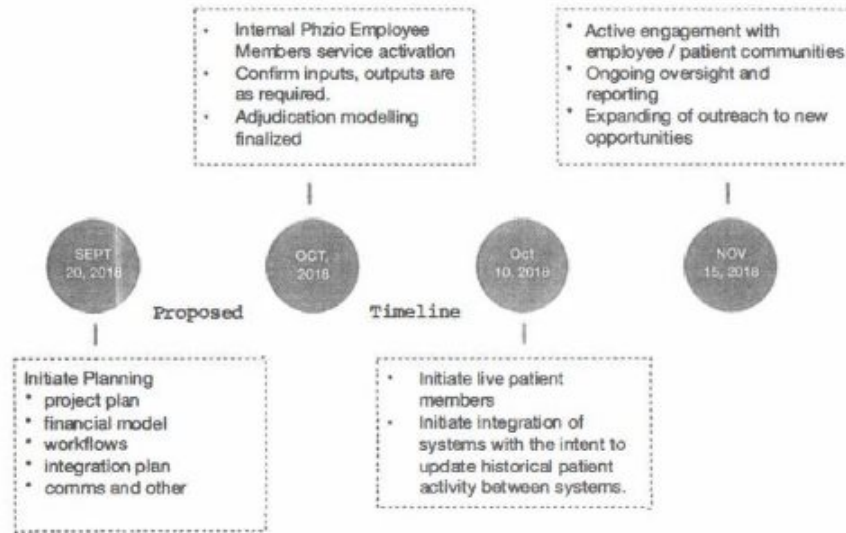 • Internal Phzio Employee
Members service activation
• Confirm inputs, outputs are
as required.
• Adjudication modelling
finalized
• Active engagement with
employee / patient communities
• Ongoing oversight and
reporting
• Expanding of outreach to new
opportunities
SEPT
20, 2018
OCT,
2018
Oct
10, 2018
NOV
15, 2018
Proposed Timeline
Initiate Planning
• project plan
• financial model
• workflows
• integration plan
• comms and other
• Initiate live patient
members
• Initiate integration of
systems with the intent to
update historical patient
activity between systems.